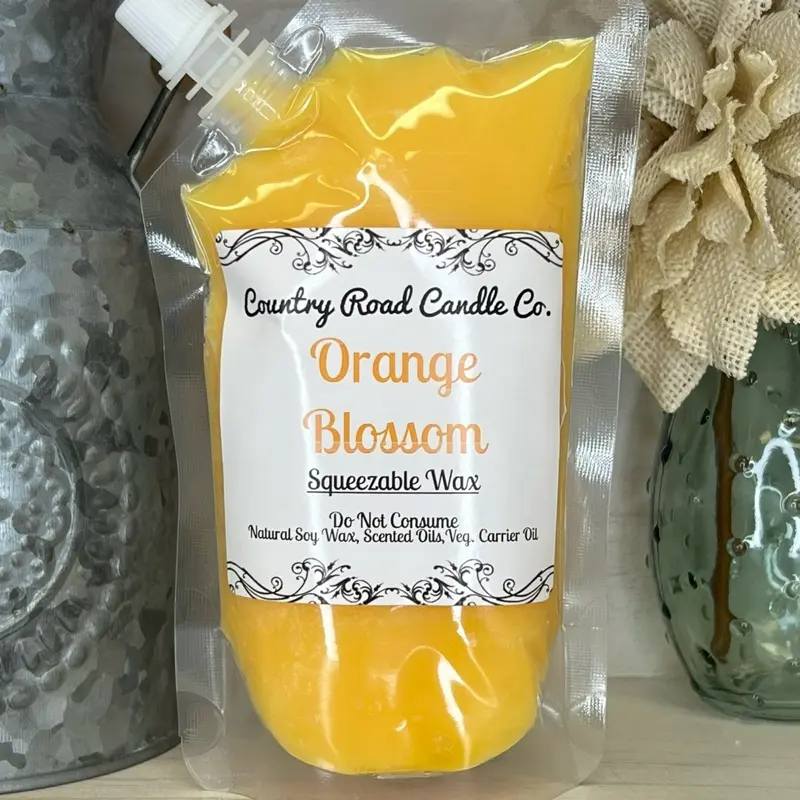 Country Road Candle Co.
Orange
Blossom
Squeezable Wax
Do Not Consume
Natural Soy Wax, Scented Oils,Veg. Carrier Oil